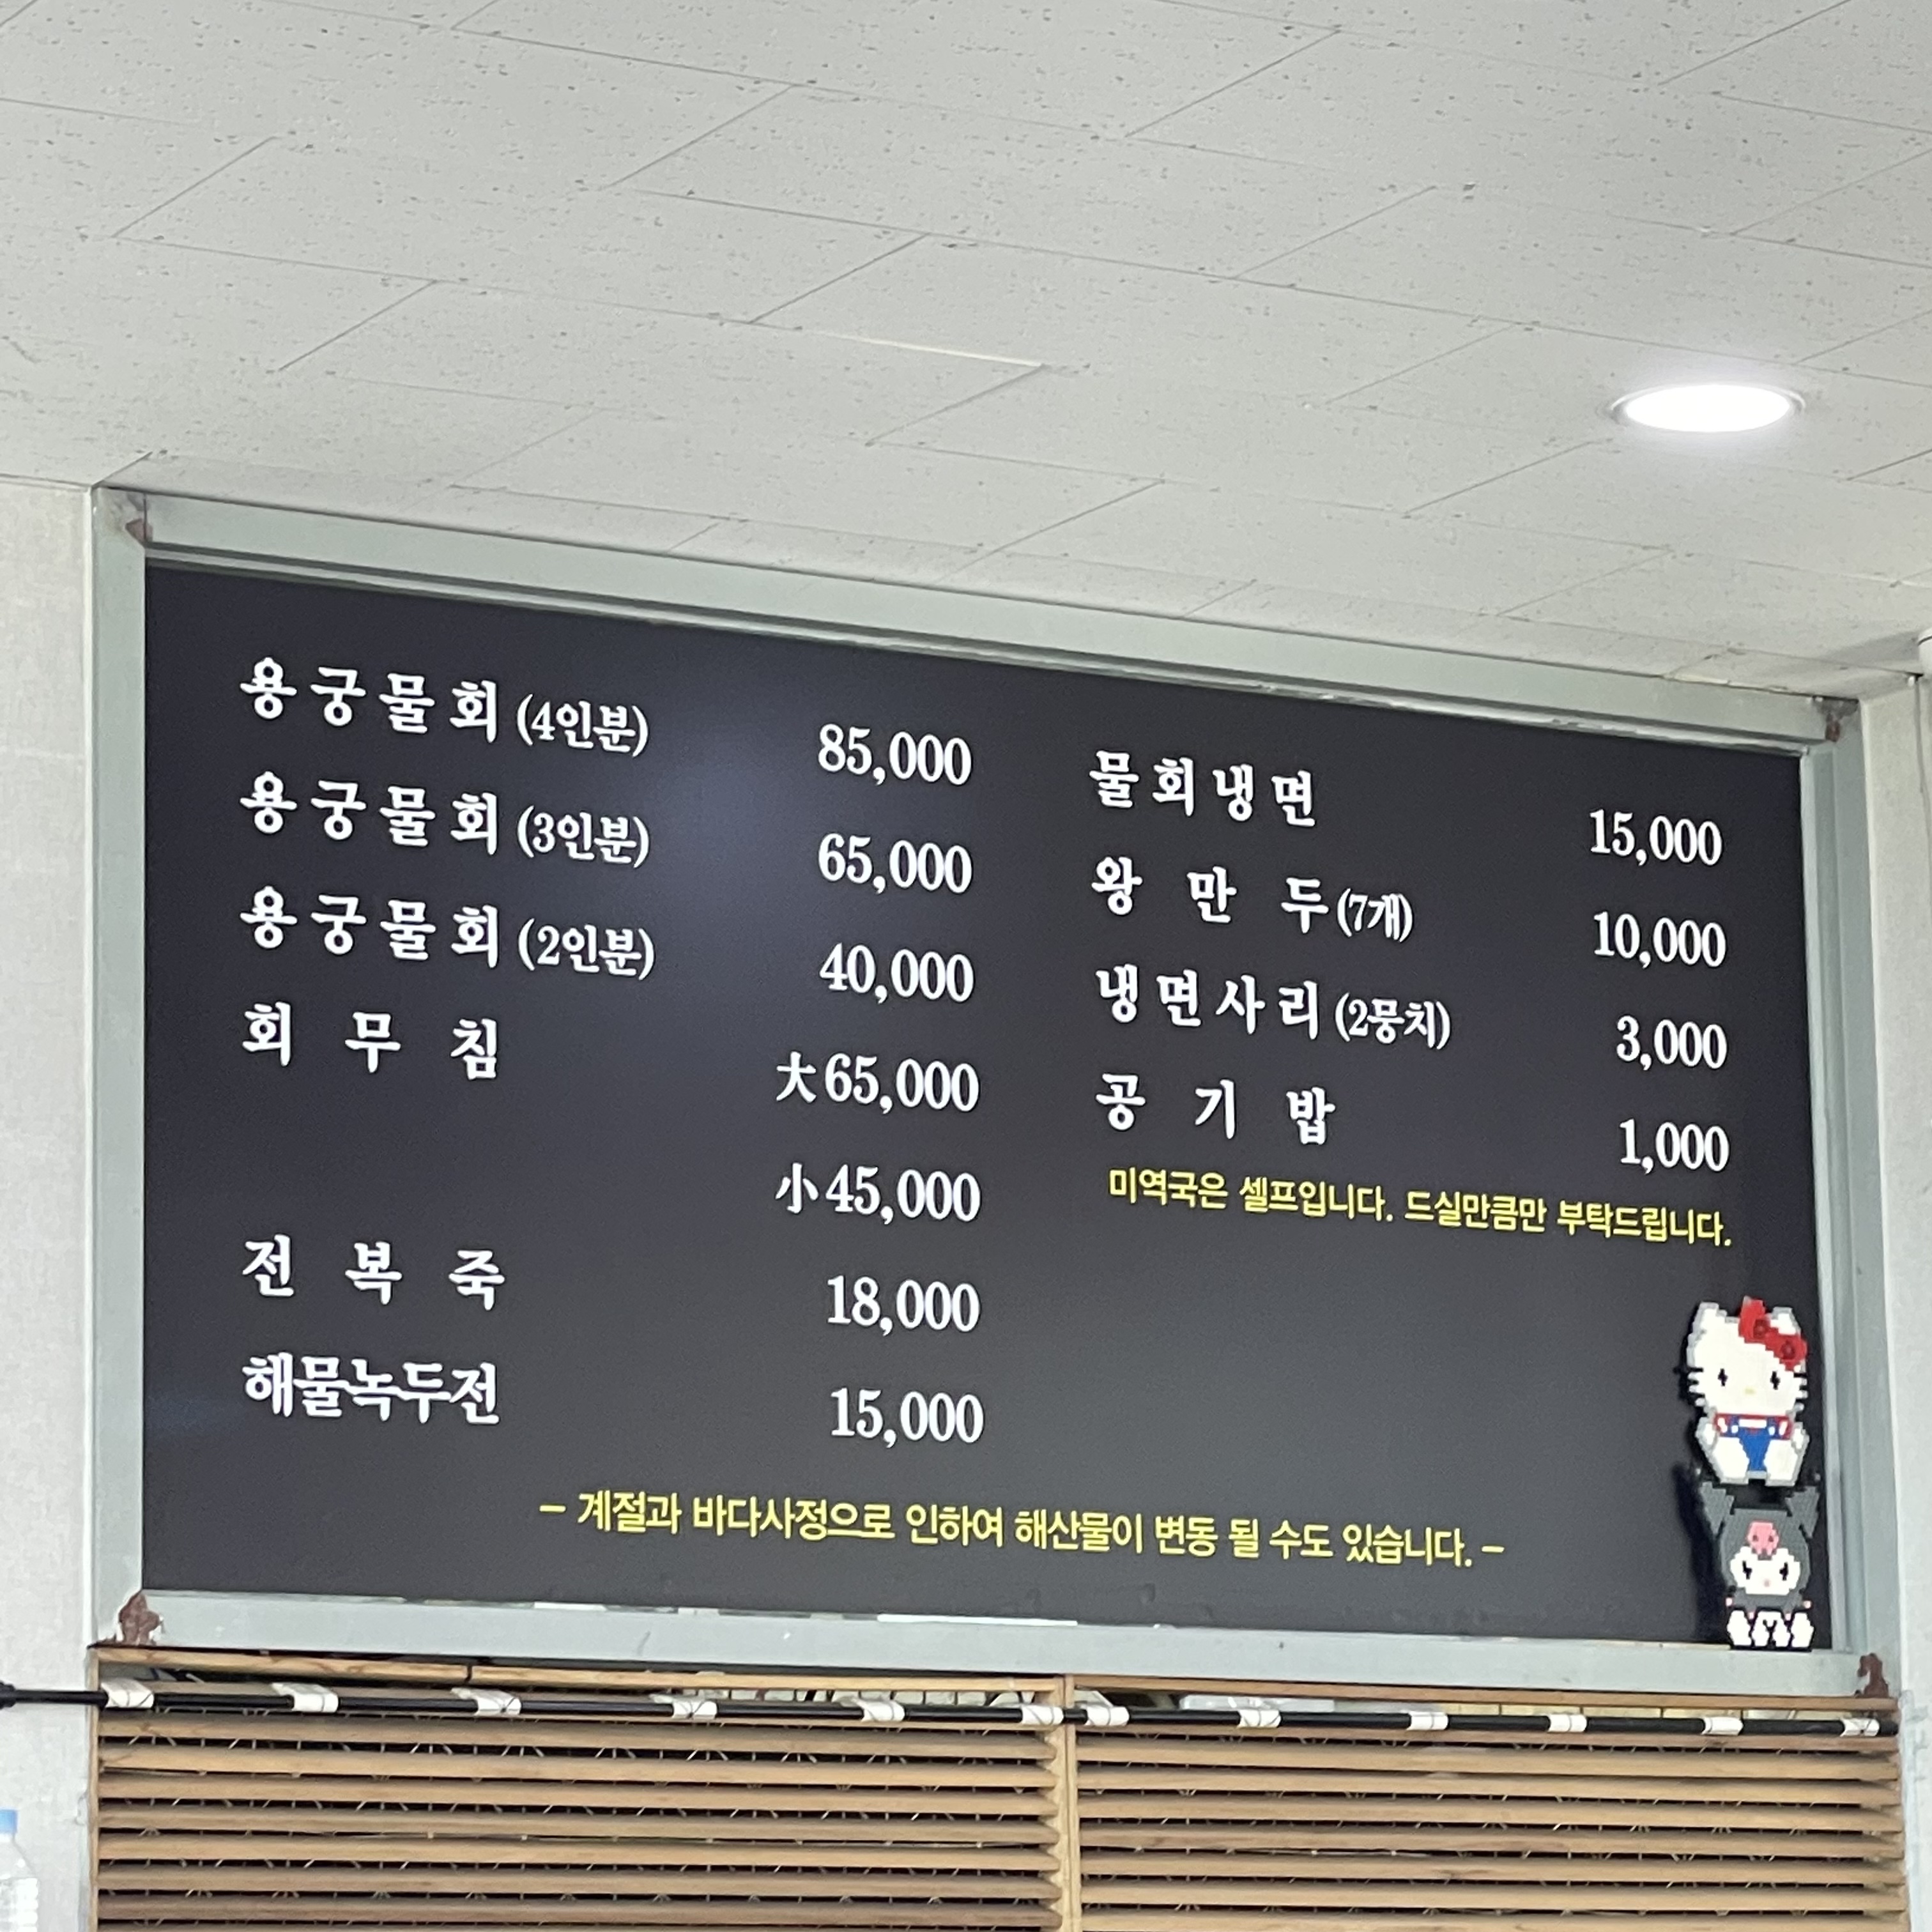 용궁물회 (4인분) 85,000
용궁물회 (3인분) 65,000
용궁물회 (2인분) 40,000
회무침 大 65,000
小 45,000
전복죽 18,000
해물녹두전 15,000
물회냉면 15,000
왕만두 (7개) 10,000
냉면사리 (2뭉치) 3,000
공기밥 1,000
미역국은 셀프입니다. 드실만큼만 부탁드립니다.
- 계절과 바다사정으로 인하여 해산물이 변동 될 수도 있습니다. -